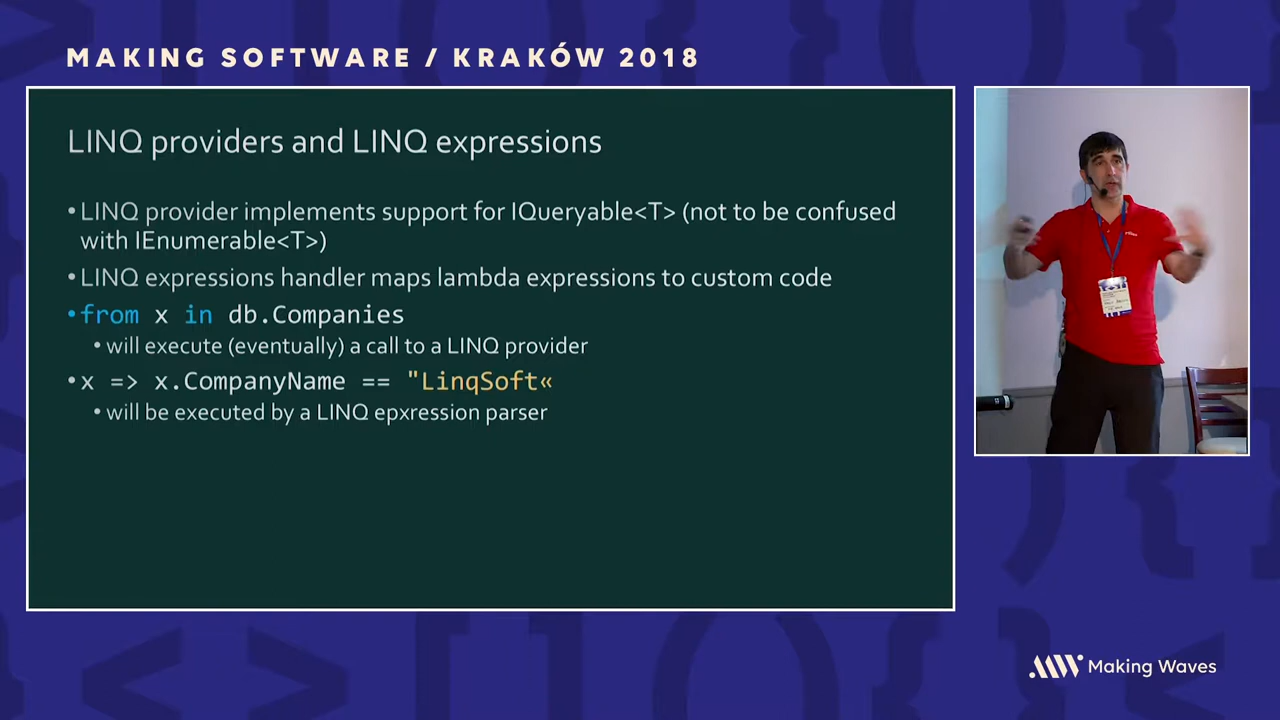 MAKING SOFTWARE / KRAKÓW 2018
LINQ providers and LINQ expressions
•LINQ provider implements support for IQueryable<T> (not to be confused
with IEnumerable<T>)
•LINQ expressions handler maps lambda expressions to custom code
•from x in db.Companies
•will execute (eventually) a call to a LINQ provider
•x => x.CompanyName == "LinqSoft«
•will be executed by a LINQ epxression parser
Making Waves